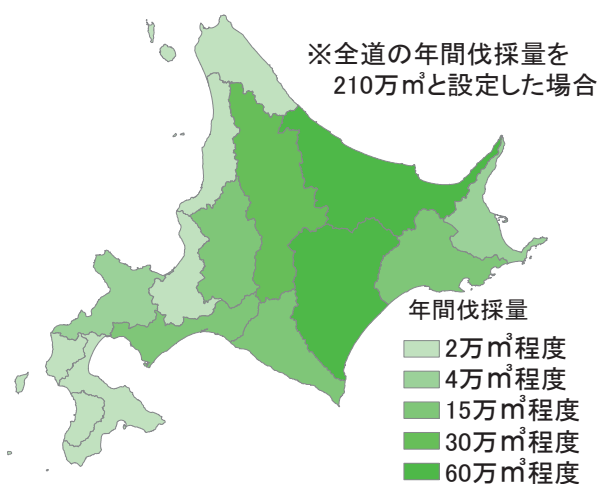 ※全道の年間伐採量を
210万㎥と設定した場合
年間伐採量
2万㎥程度
4万㎥程度
15万㎥程度
30万㎥程度
60万㎥程度